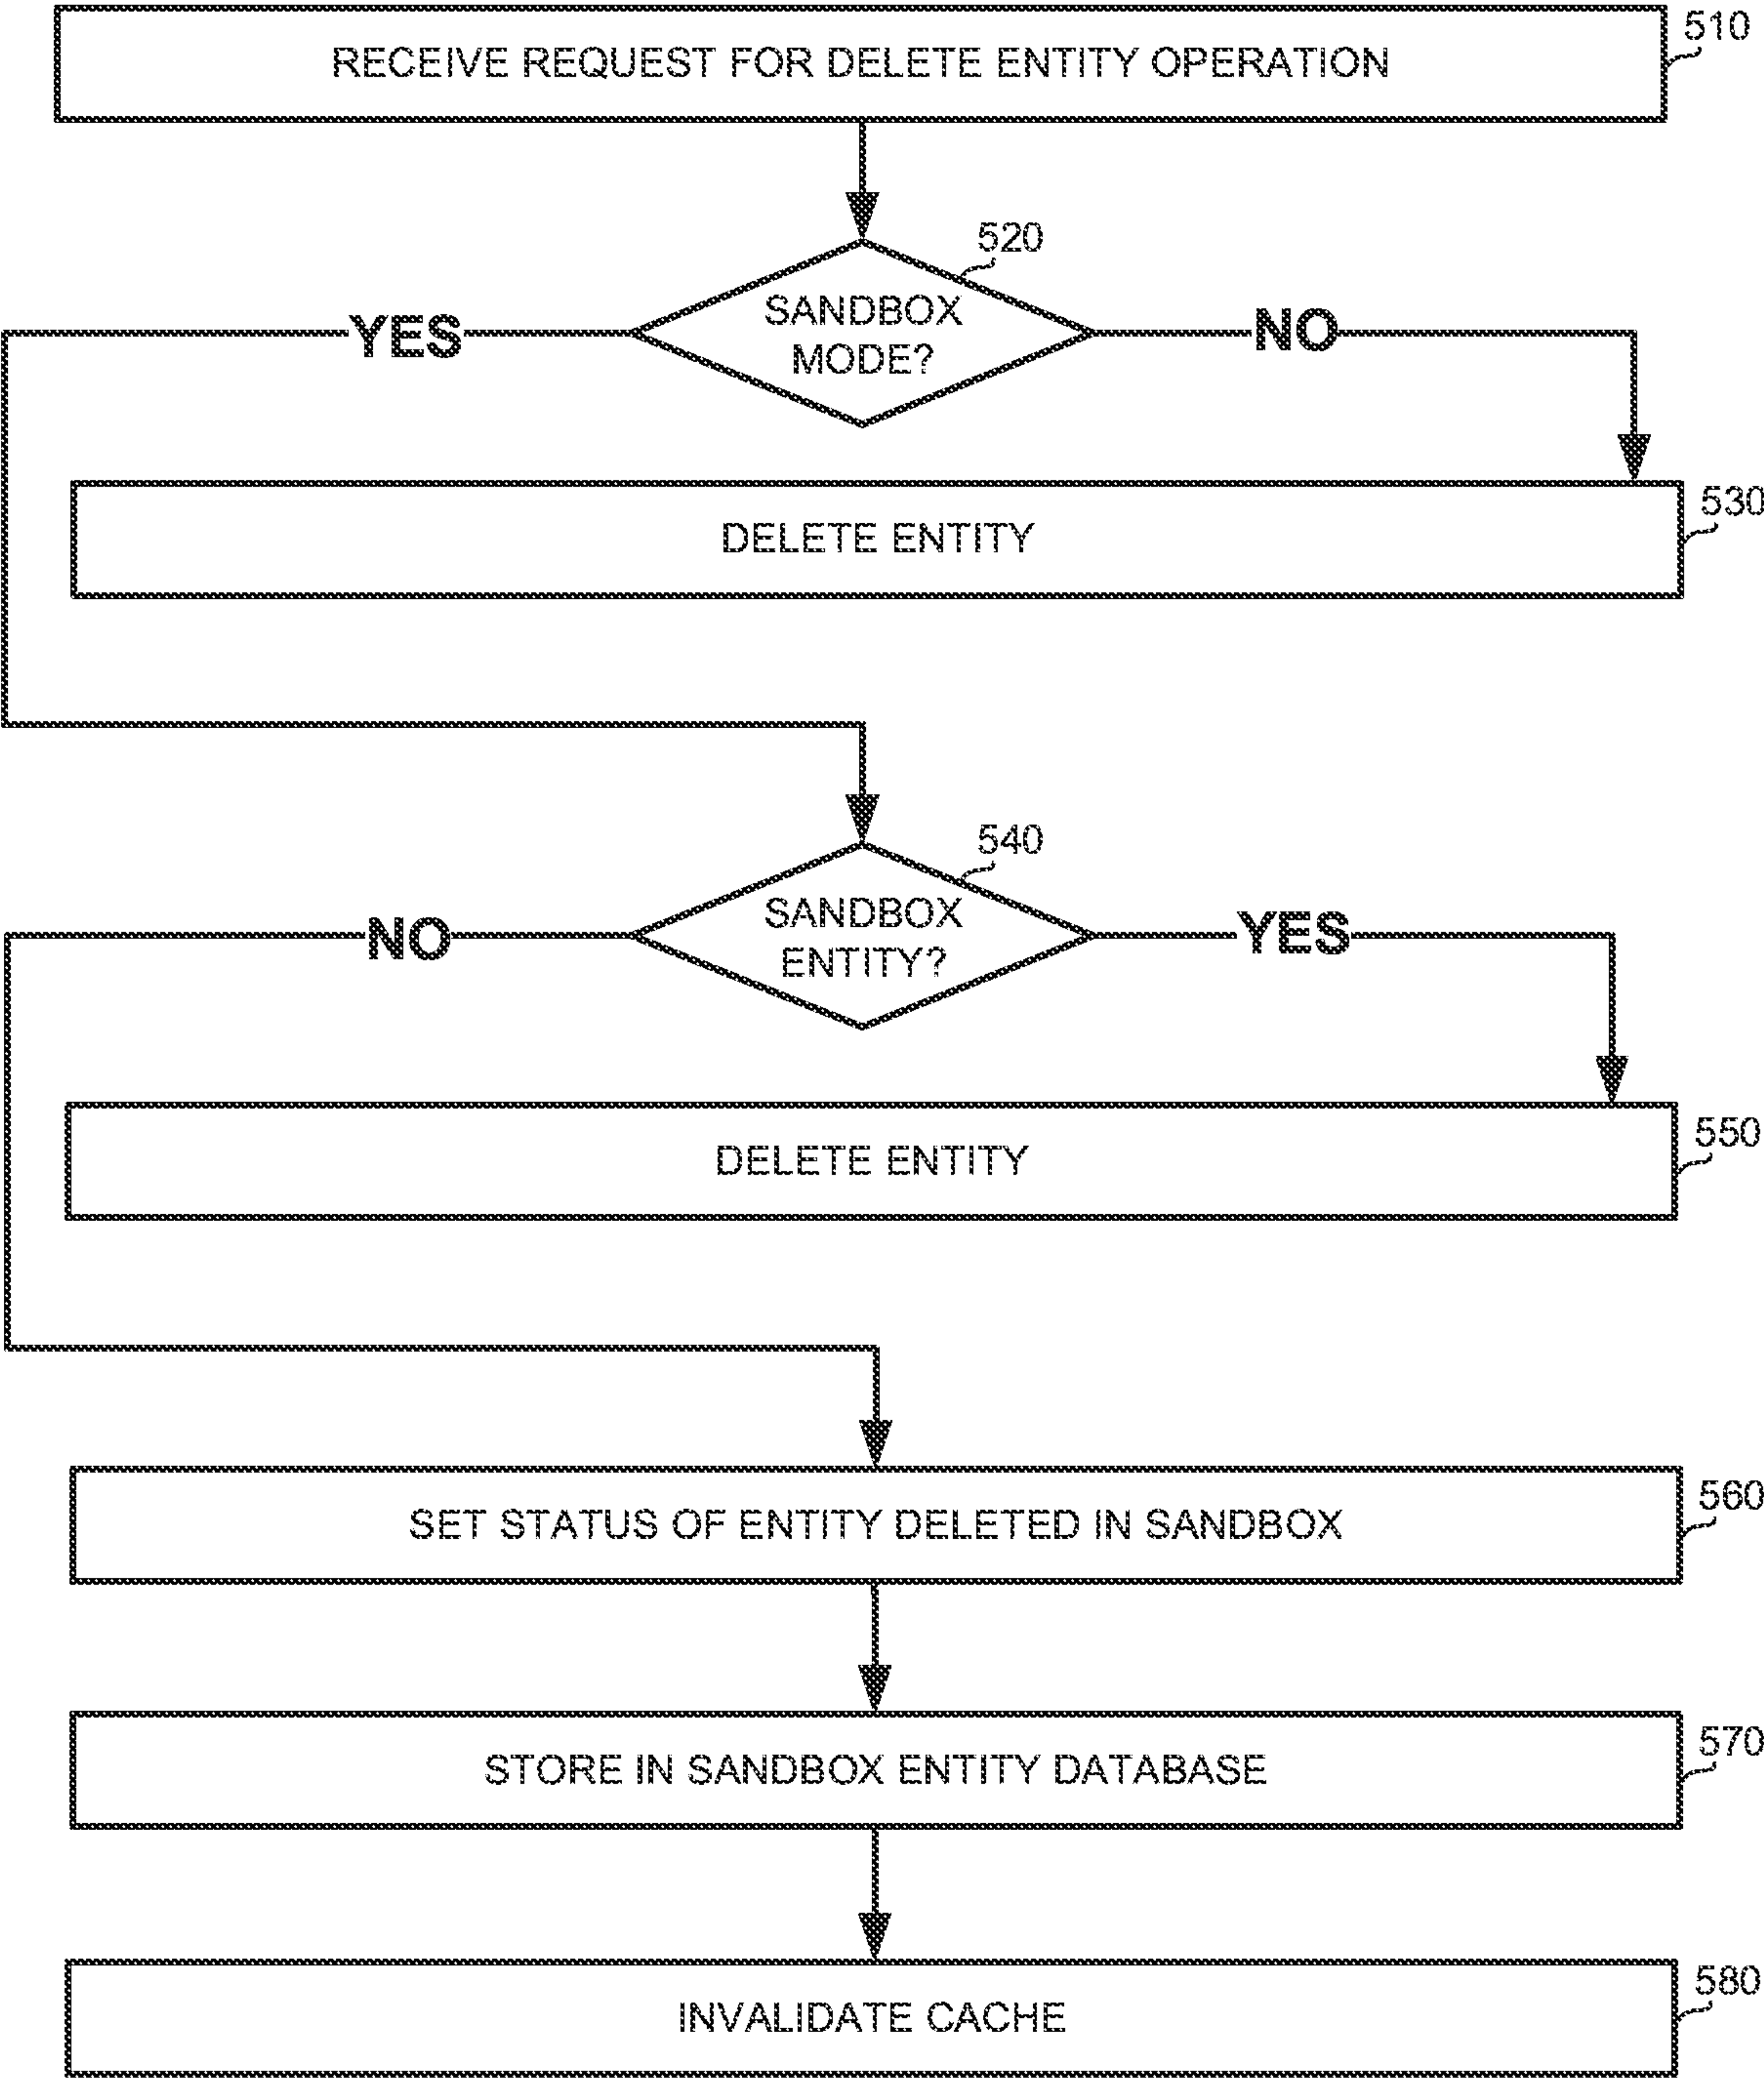 RECEIVE REQUEST FOR DELETE ENTITY OPERATION
510
520
SANDBOX
MODE?
YES
NO
DELETE ENTITY
530
540
SANDBOX
ENTITY?
NO
YES
DELETE ENTITY
550
SET STATUS OF ENTITY DELETED IN SANDBOX
560
STORE IN SANDBOX ENTITY DATABASE
570
INVALIDATE CACHE
580